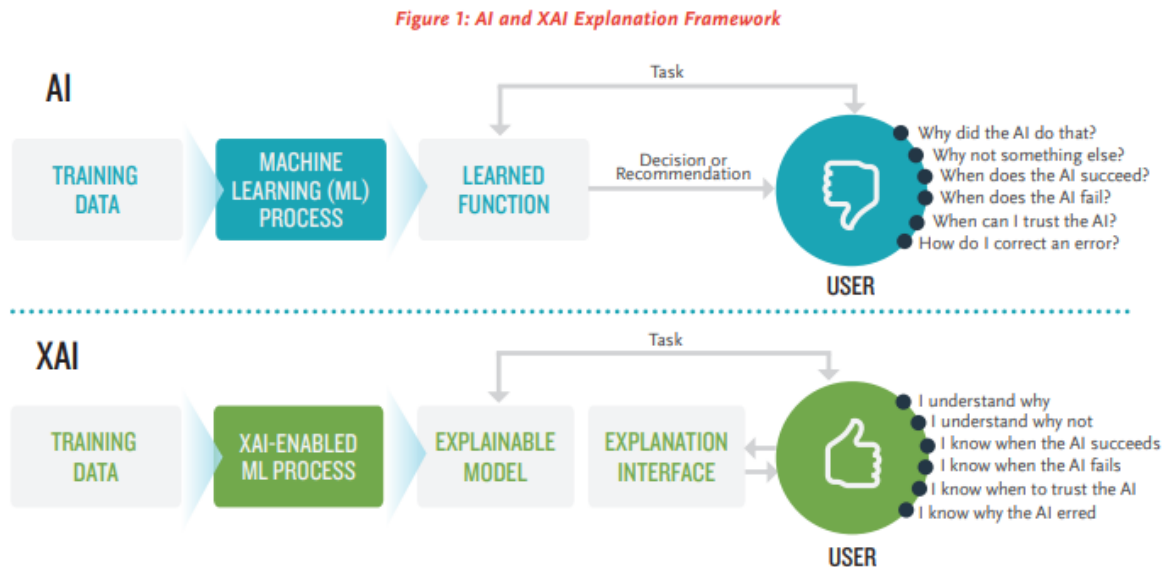 Figure 1: AI and XAI Explanation Framework
AI
Task
TRAINING
DATA
MACHINE
LEARNING (ML)
PROCESS
LEARNED
FUNCTION
Decision or
Recommendation
Why did the AI do that?
Why not something else?
When does the AI succeed?
When does the AI fail?
When can I trust the AI?
How do I correct an error?
USER
XAI
Task
TRAINING
DATA
XAI-ENABLED
ML PROCESS
EXPLAINABLE
MODEL
EXPLANATION
INTERFACE
I understand why
I understand why not
I know when the AI succeeds
I know when the AI fails
I know when to trust the AI
I know why the AI erred
USER